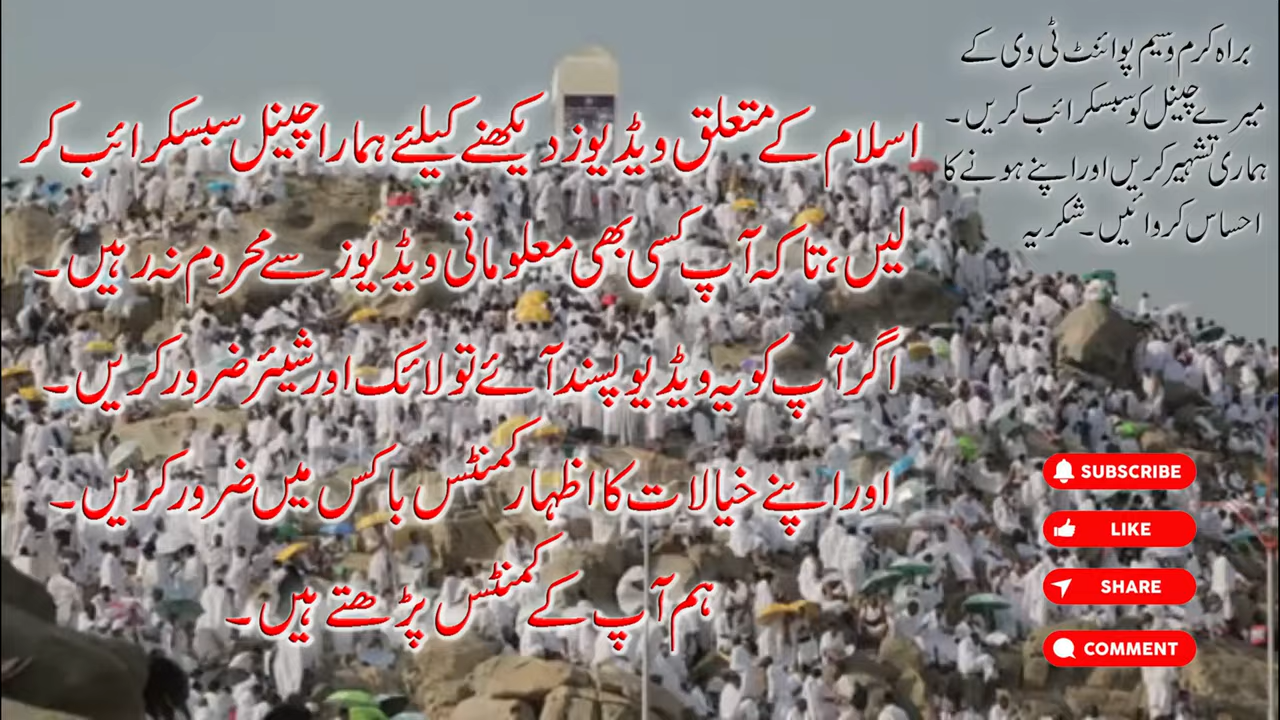 اسلام کے متعلق ویڈیوز دیکھنے کیلئے ہمارا چینل سبسکرائب کر
لیں، تاکہ آپ کسی بھی معلوماتی ویڈیوز سے محروم نہ رہیں۔
اگر آپ کو یہ ویڈیو پسند آئے تو لائک اور شیئر ضرور کریں۔
اور اپنے خیالات کا اظہار کمنٹس باکس میں ضرور کریں۔
ہم آپ کے کمنٹس پڑھتے ہیں۔
براہ کرم وسیم پوائنٹ ٹی وی کے
میرے چینل کو سبسکرائب کریں۔
ہماری تشہیر کریں اور اپنے ہونے کا
احساس کروائیں۔ شکریہ
SUBSCRIBE
LIKE
SHARE
COMMENT